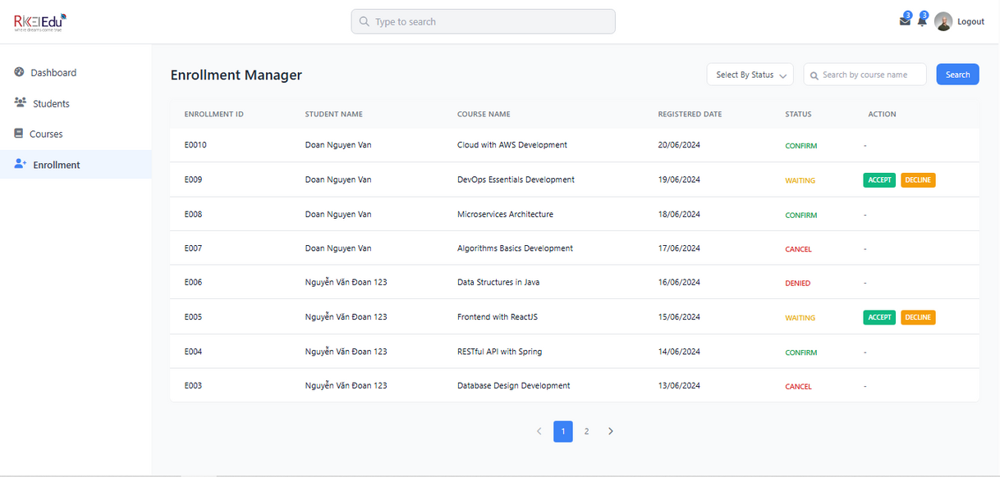 RIKKEIEdu
where dreams come true
Type to search
3
3
Logout
Dashboard
Students
Courses
Enrollment
Enrollment Manager
Select By Status
Search by course name
Search
ENROLLMENT ID STUDENT NAME COURSE NAME REGISTERED DATE STATUS ACTION
E0010 Doan Nguyen Van Cloud with AWS Development 20/06/2024 CONFIRM -
E009 Doan Nguyen Van DevOps Essentials Development 19/06/2024 WAITING ACCEPT DECLINE
E008 Doan Nguyen Van Microservices Architecture 18/06/2024 CONFIRM -
E007 Doan Nguyen Van Algorithms Basics Development 17/06/2024 CANCEL -
E006 Nguyễn Văn Đoan 123 Data Structures in Java 16/06/2024 DENIED -
E005 Nguyễn Văn Đoan 123 Frontend with ReactJS 15/06/2024 WAITING ACCEPT DECLINE
E004 Nguyễn Văn Đoan 123 RESTful API with Spring 14/06/2024 CONFIRM -
E003 Nguyễn Văn Đoan 123 Database Design Development 13/06/2024 CANCEL -
< 1 2 >